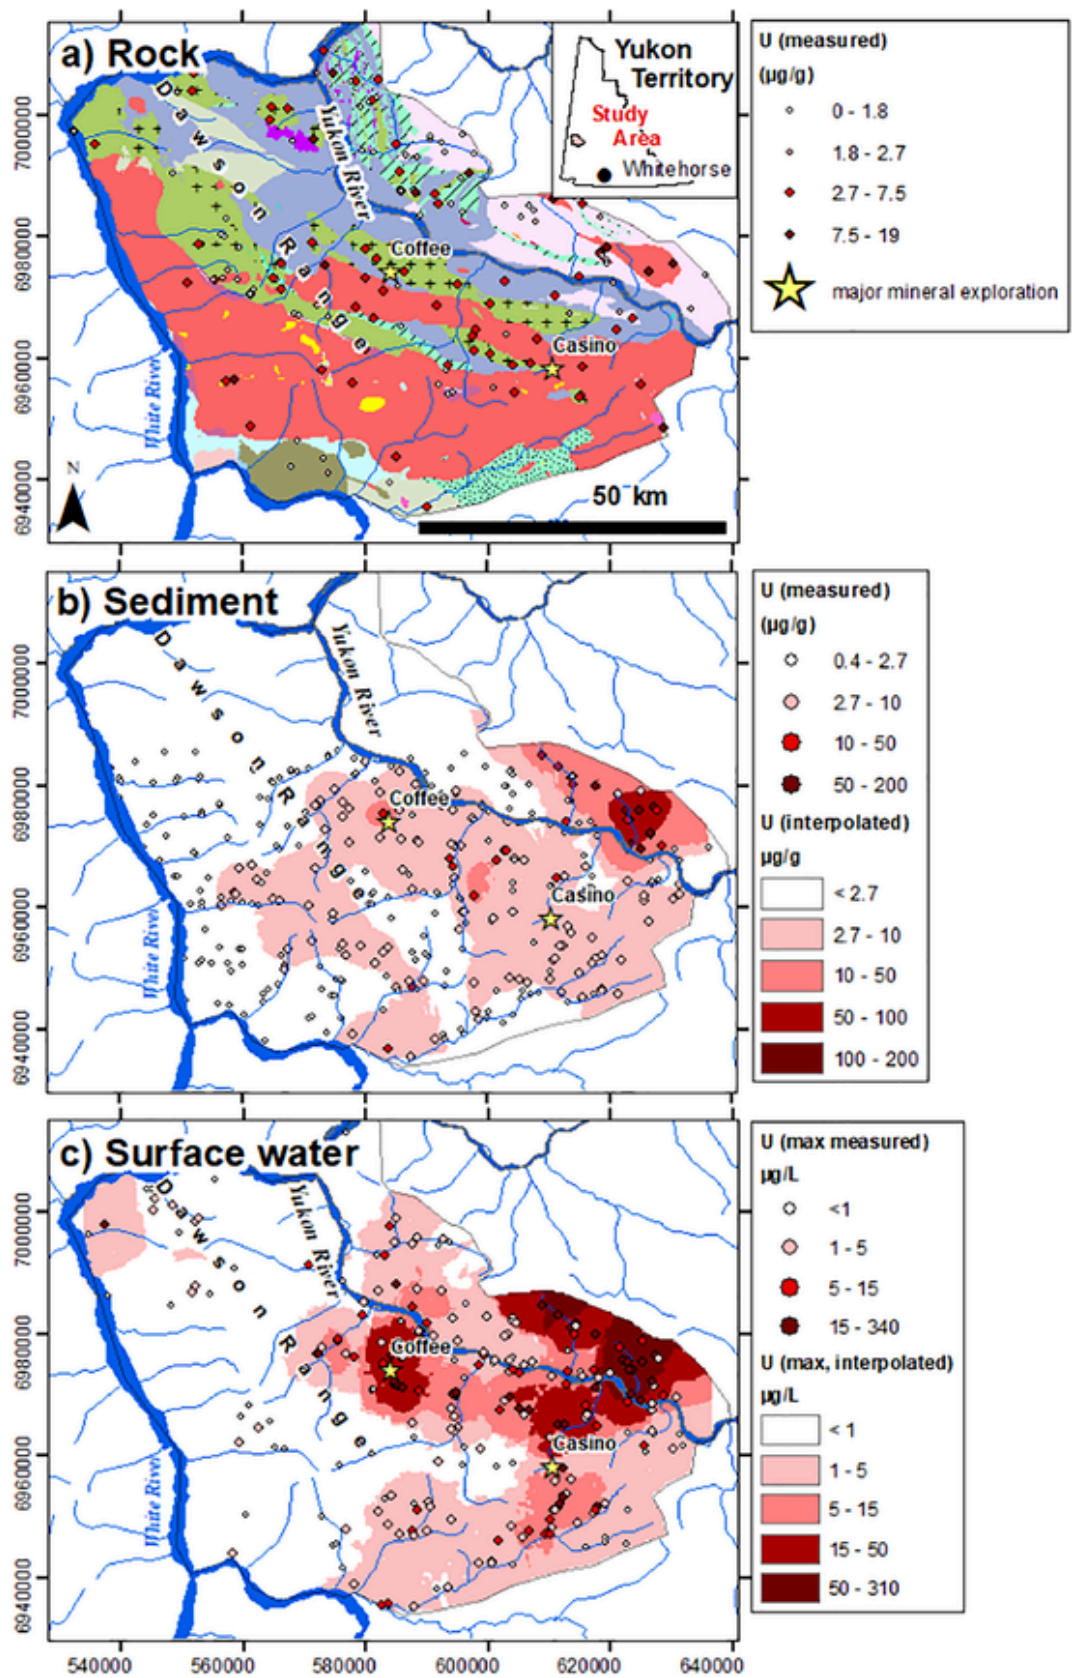 a) Rock
Yukon
Territory
Study
Area
Whitehorse
Dawson Range
Yukon River
Coffee
Casino
White River
N
50 km
7000000
6980000
6960000
6940000
U (measured)
(µg/g)
0 - 1.8
1.8 - 2.7
2.7 - 7.5
7.5 - 19
major mineral exploration
b) Sediment
Dawson Range
Yukon River
Coffee
Casino
White River
7000000
6980000
6960000
6940000
U (measured)
(µg/g)
0.4 - 2.7
2.7 - 10
10 - 50
50 - 200
U (interpolated)
µg/g
< 2.7
2.7 - 10
10 - 50
50 - 100
100 - 200
c) Surface water
Dawson Range
Yukon River
Coffee
Casino
White River
7000000
6980000
6960000
6940000
540000
560000
580000
600000
620000
640000
U (max measured)
µg/L
<1
1 - 5
5 - 15
15 - 340
U (max, interpolated)
µg/L
< 1
1 - 5
5 - 15
15 - 50
50 - 310